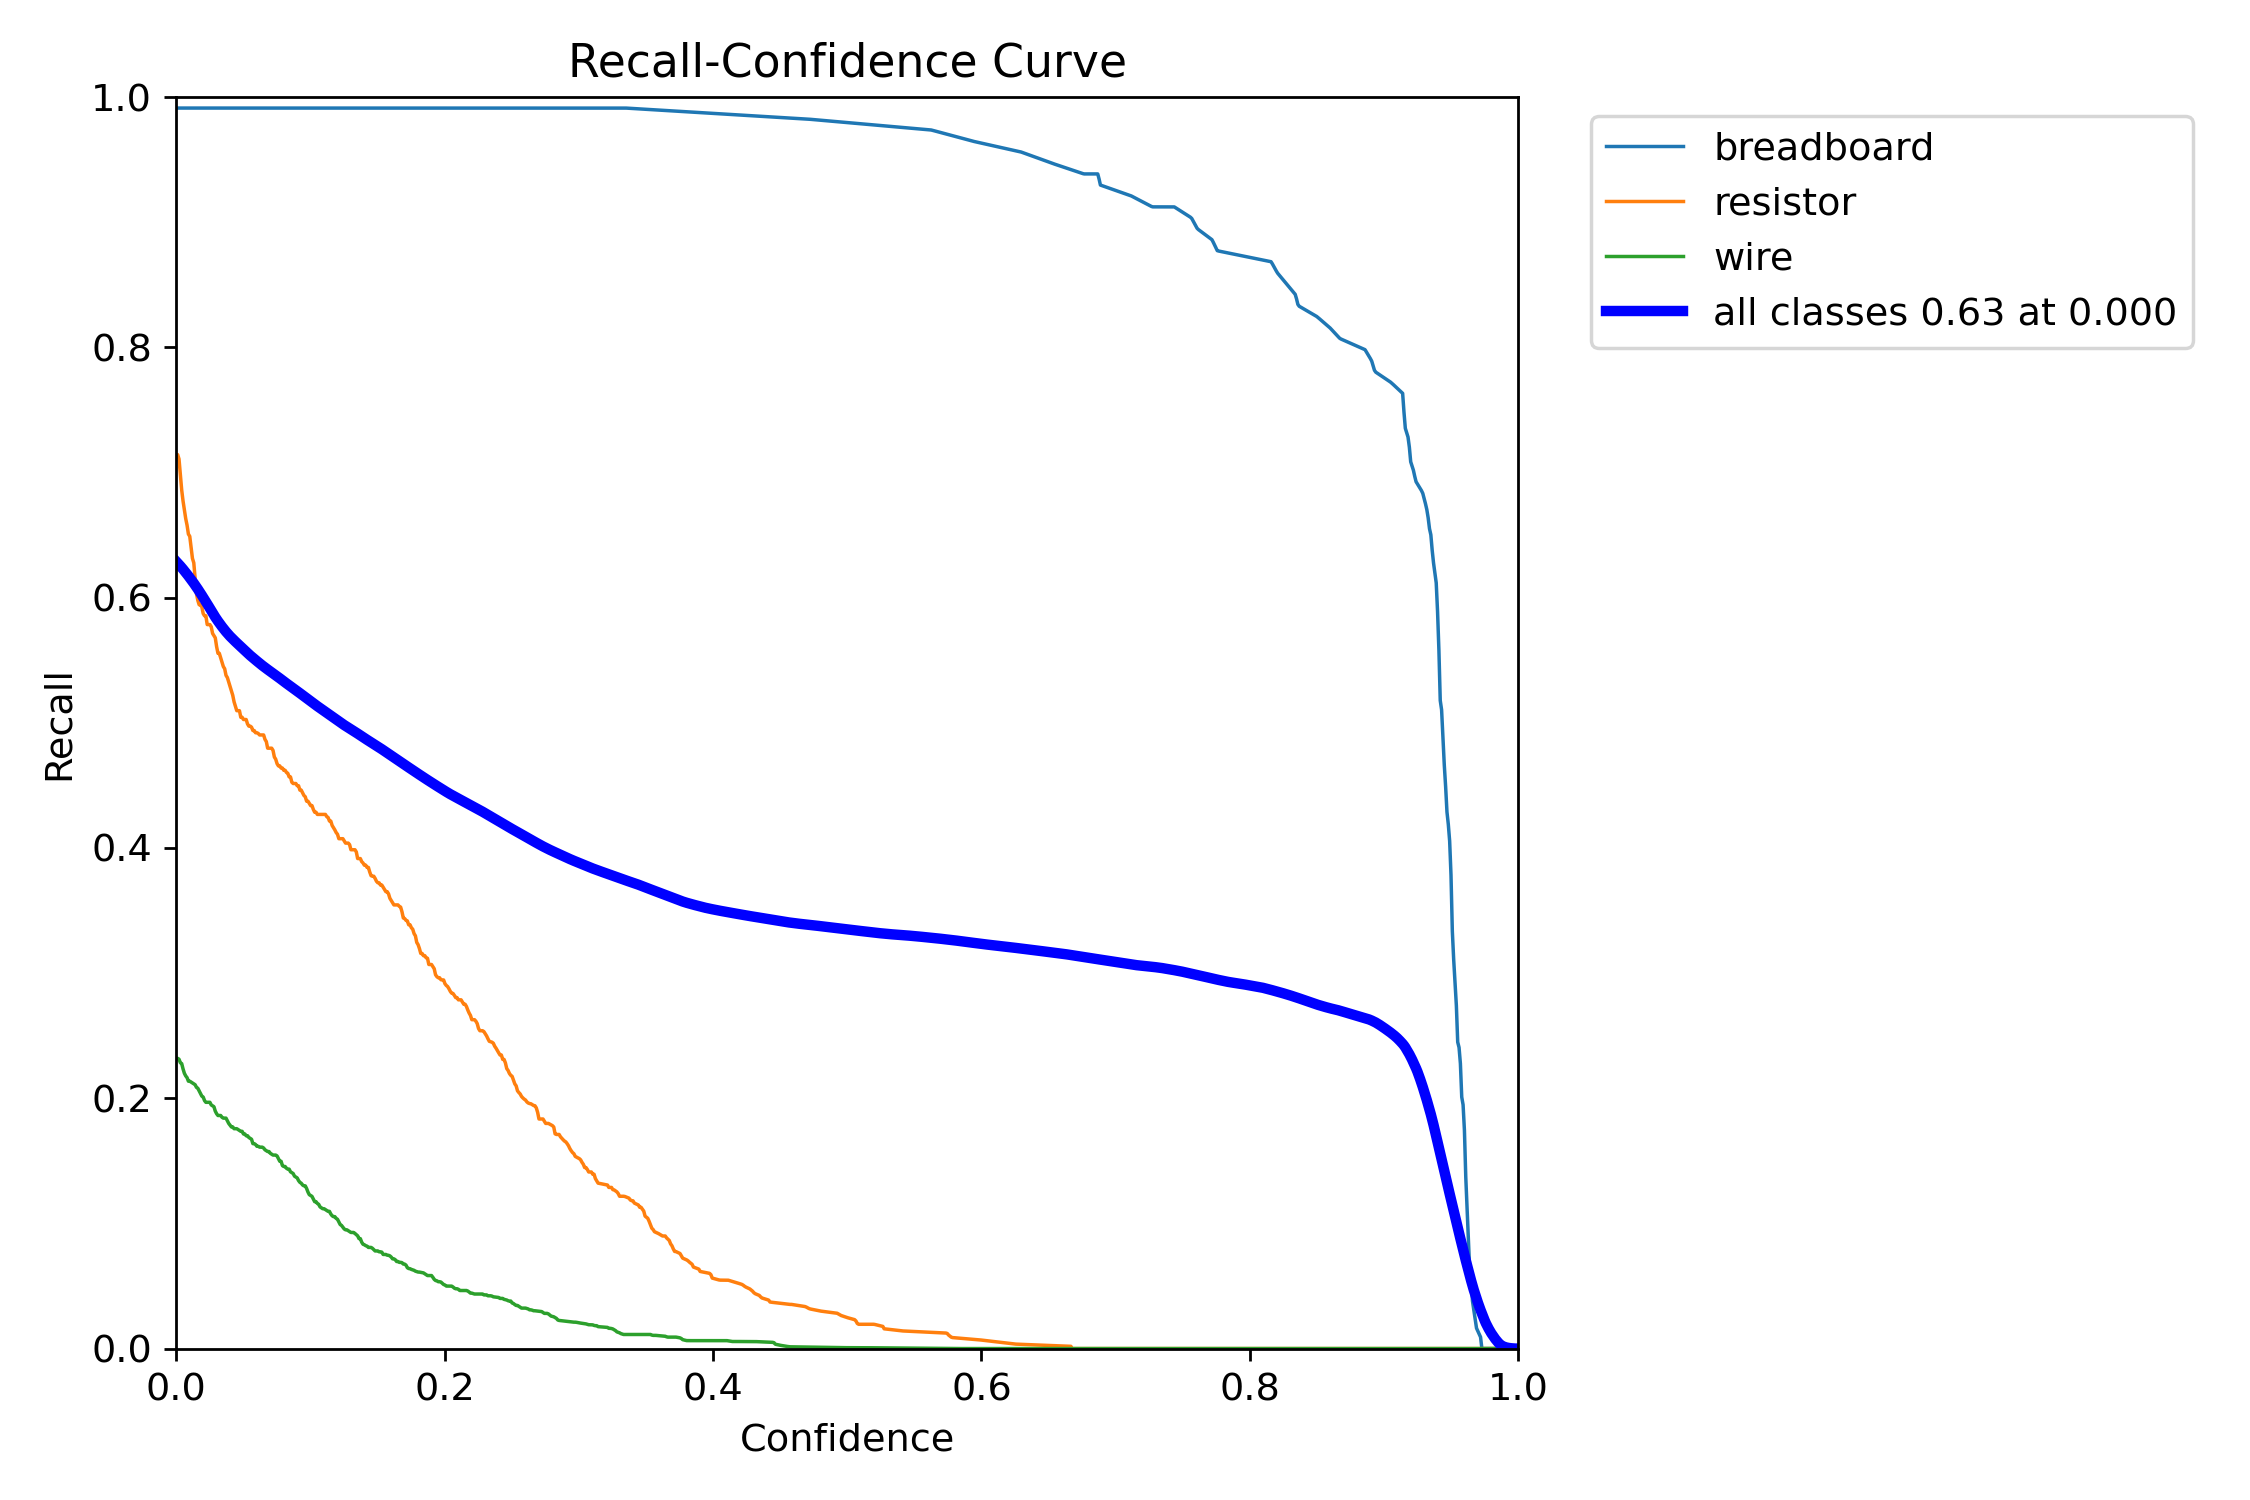 Recall-Confidence Curve
1.0
0.8
0.6
0.4
0.2
0.0
Recall
0.0 0.2 0.4 0.6 0.8 1.0
Confidence
breadboard
resistor
wire
all classes 0.63 at 0.000